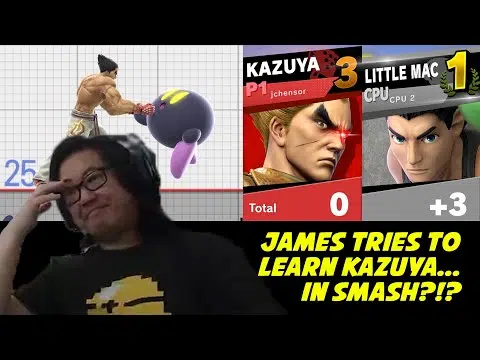 KAZUYA 3
P1 jchensor
LITTLE MAC 1
CPU CPU 2
25
Total 0
+3
JAMES TRIES TO
LEARN KAZUYA...
IN SMASH?!?